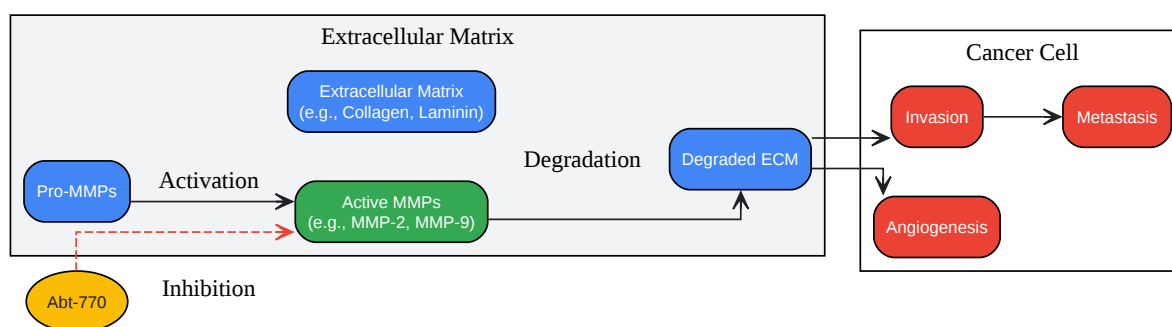 Extracellular Matrix
Cancer Cell
Extracellular Matrix
(e.g., Collagen, Laminin)
Invasion
Metastasis
Degradation
Degraded ECM
Pro-MMPs
Activation
Active MMPs
(e.g., MMP-2, MMP-9)
Angiogenesis
Abt-770
Inhibition